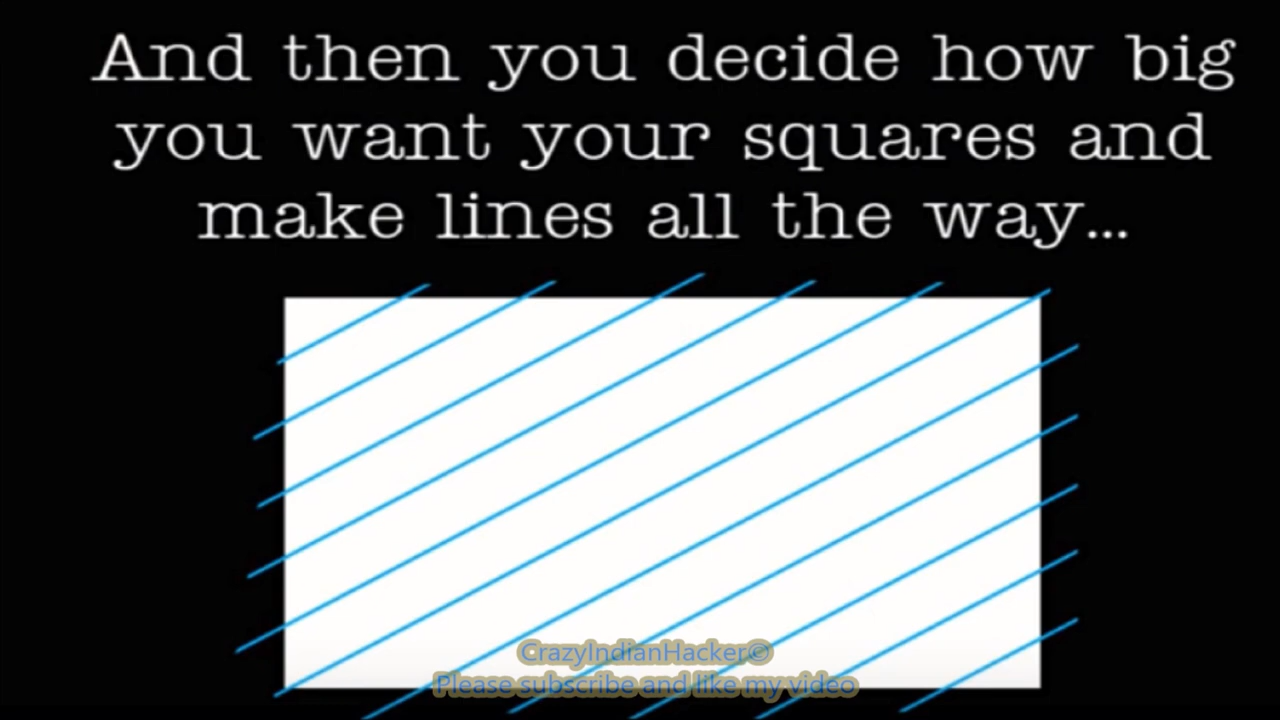 And then you decide how big
you want your squares and
make lines all the way...
CrazyIndianHacker©
Please subscribe and like my video